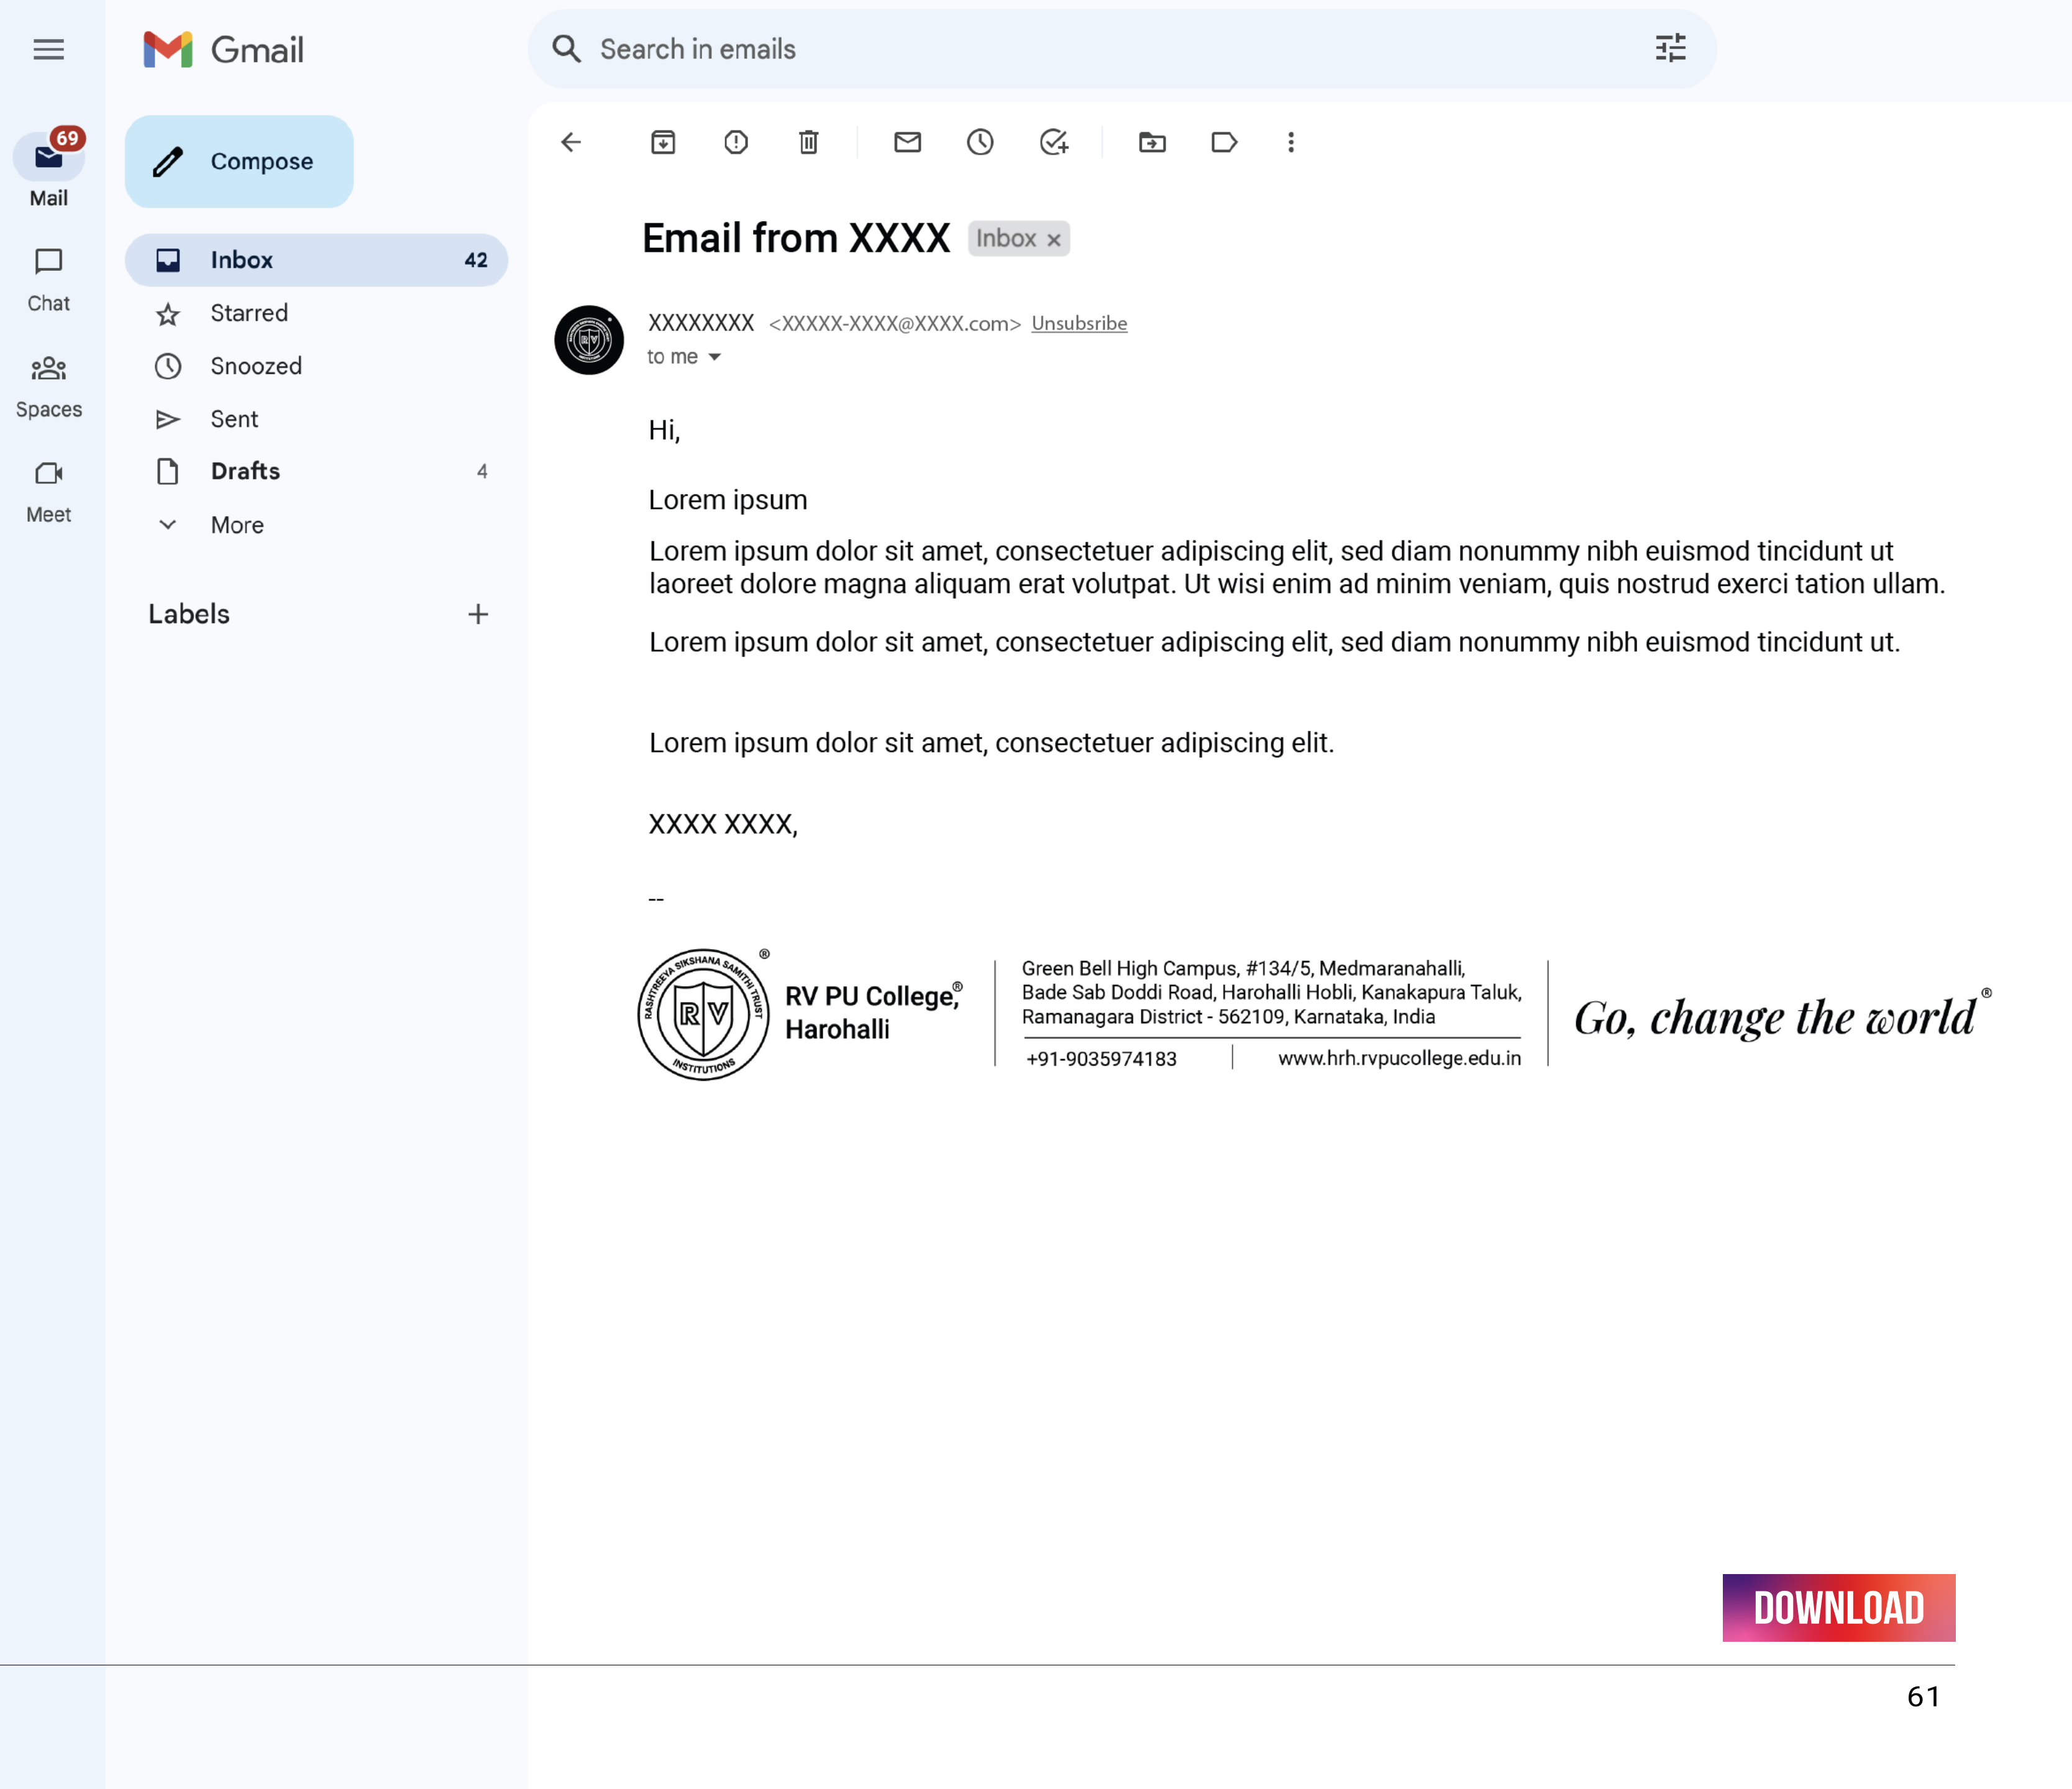 Gmail
Search in emails
69
Mail
Compose
Chat
Spaces
Meet
Inbox 42
Starred
Snoozed
Sent
Drafts 4
More
Labels
Email from XXXX Inbox ×
XXXXXXXX <XXXXX-XXXX@XXXX.com> Unsubsribe
to me
Hi,
Lorem ipsum
Lorem ipsum dolor sit amet, consectetuer adipiscing elit, sed diam nonummy nibh euismod tincidunt ut
laoreet dolore magna aliquam erat volutpat. Ut wisi enim ad minim veniam, quis nostrud exerci tation ullam.
Lorem ipsum dolor sit amet, consectetuer adipiscing elit, sed diam nonummy nibh euismod tincidunt ut.
Lorem ipsum dolor sit amet, consectetuer adipiscing elit.
XXXX XXXX,
--
RASHTREEYA SIKSHANA SAMITHI TRUST
RV
INSTITUTIONS
®
RV PU College,®
Harohalli
Green Bell High Campus, #134/5, Medmaranahalli,
Bade Sab Doddi Road, Harohalli Hobli, Kanakapura Taluk,
Ramanagara District - 562109, Karnataka, India
+91-9035974183 | www.hrh.rvpucollege.edu.in
Go, change the world®
DOWNLOAD
61